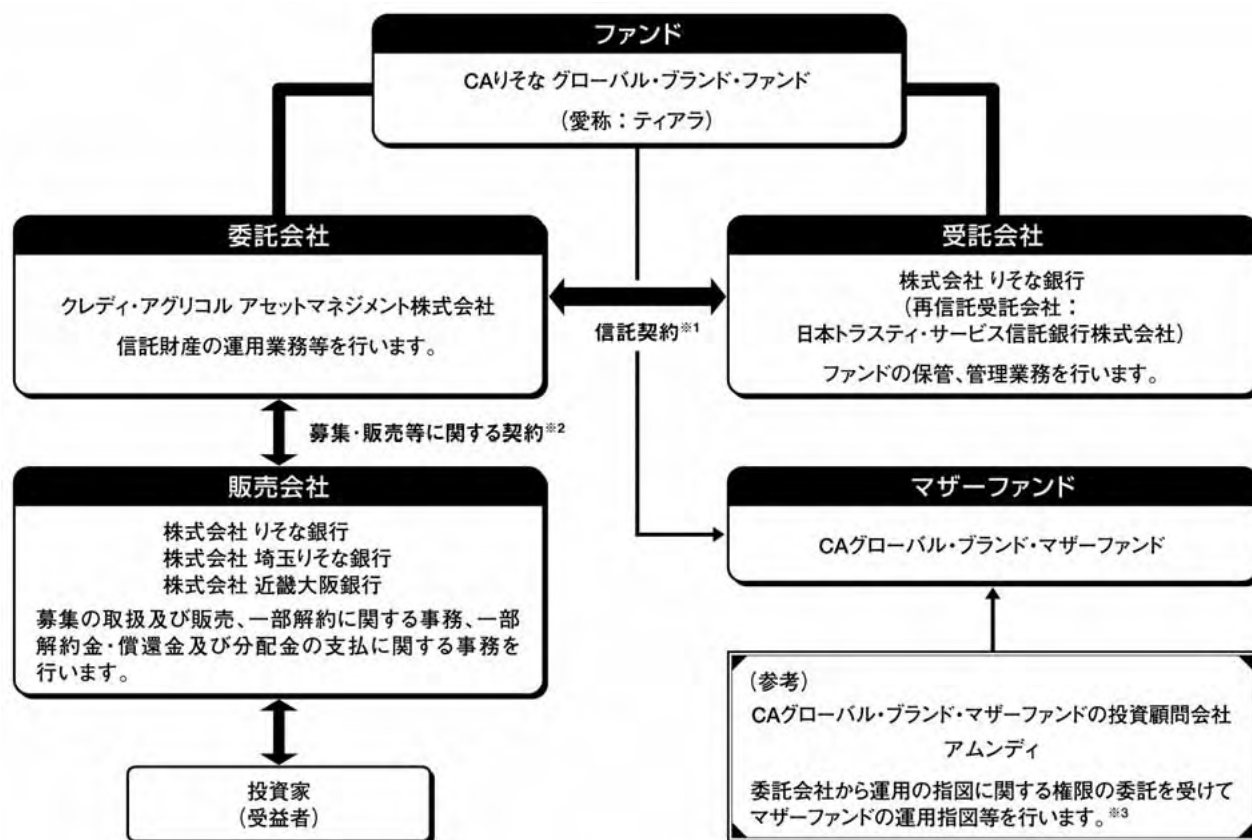 ファンド
CAりそな グローバル・ブランド・ファンド
(愛称:ティアラ)
委託会社
クレディ・アグリコル アセットマネジメント株式会社
信託財産の運用業務等を行います。
信託契約※1
受託会社
株式会社 りそな銀行
(再信託受託会社:
日本トラスティ・サービス信託銀行株式会社)
ファンドの保管、管理業務を行います。
募集・販売等に関する契約※2
販売会社
株式会社 りそな銀行
株式会社 埼玉りそな銀行
株式会社 近畿大阪銀行
募集の取扱及び販売、一部解約に関する事務、一部
解約金・償還金及び分配金の支払に関する事務を
行います。
マザーファンド
CAグローバル・ブランド・マザーファンド
投資家
(受益者)
(参考)
CAグローバル・ブランド・マザーファンドの投資顧問会社
アムンディ
委託会社から運用の指図に関する権限の委託を受けて
マザーファンドの運用指図等を行います。※3